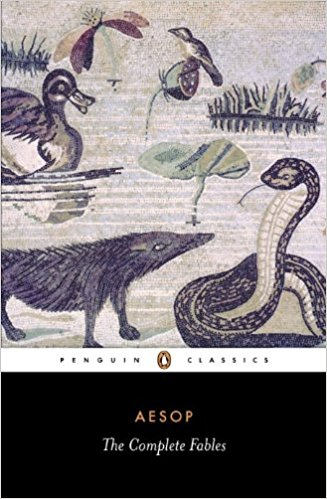 PENGUIN CLASSICS
AESOP
The Complete Fables